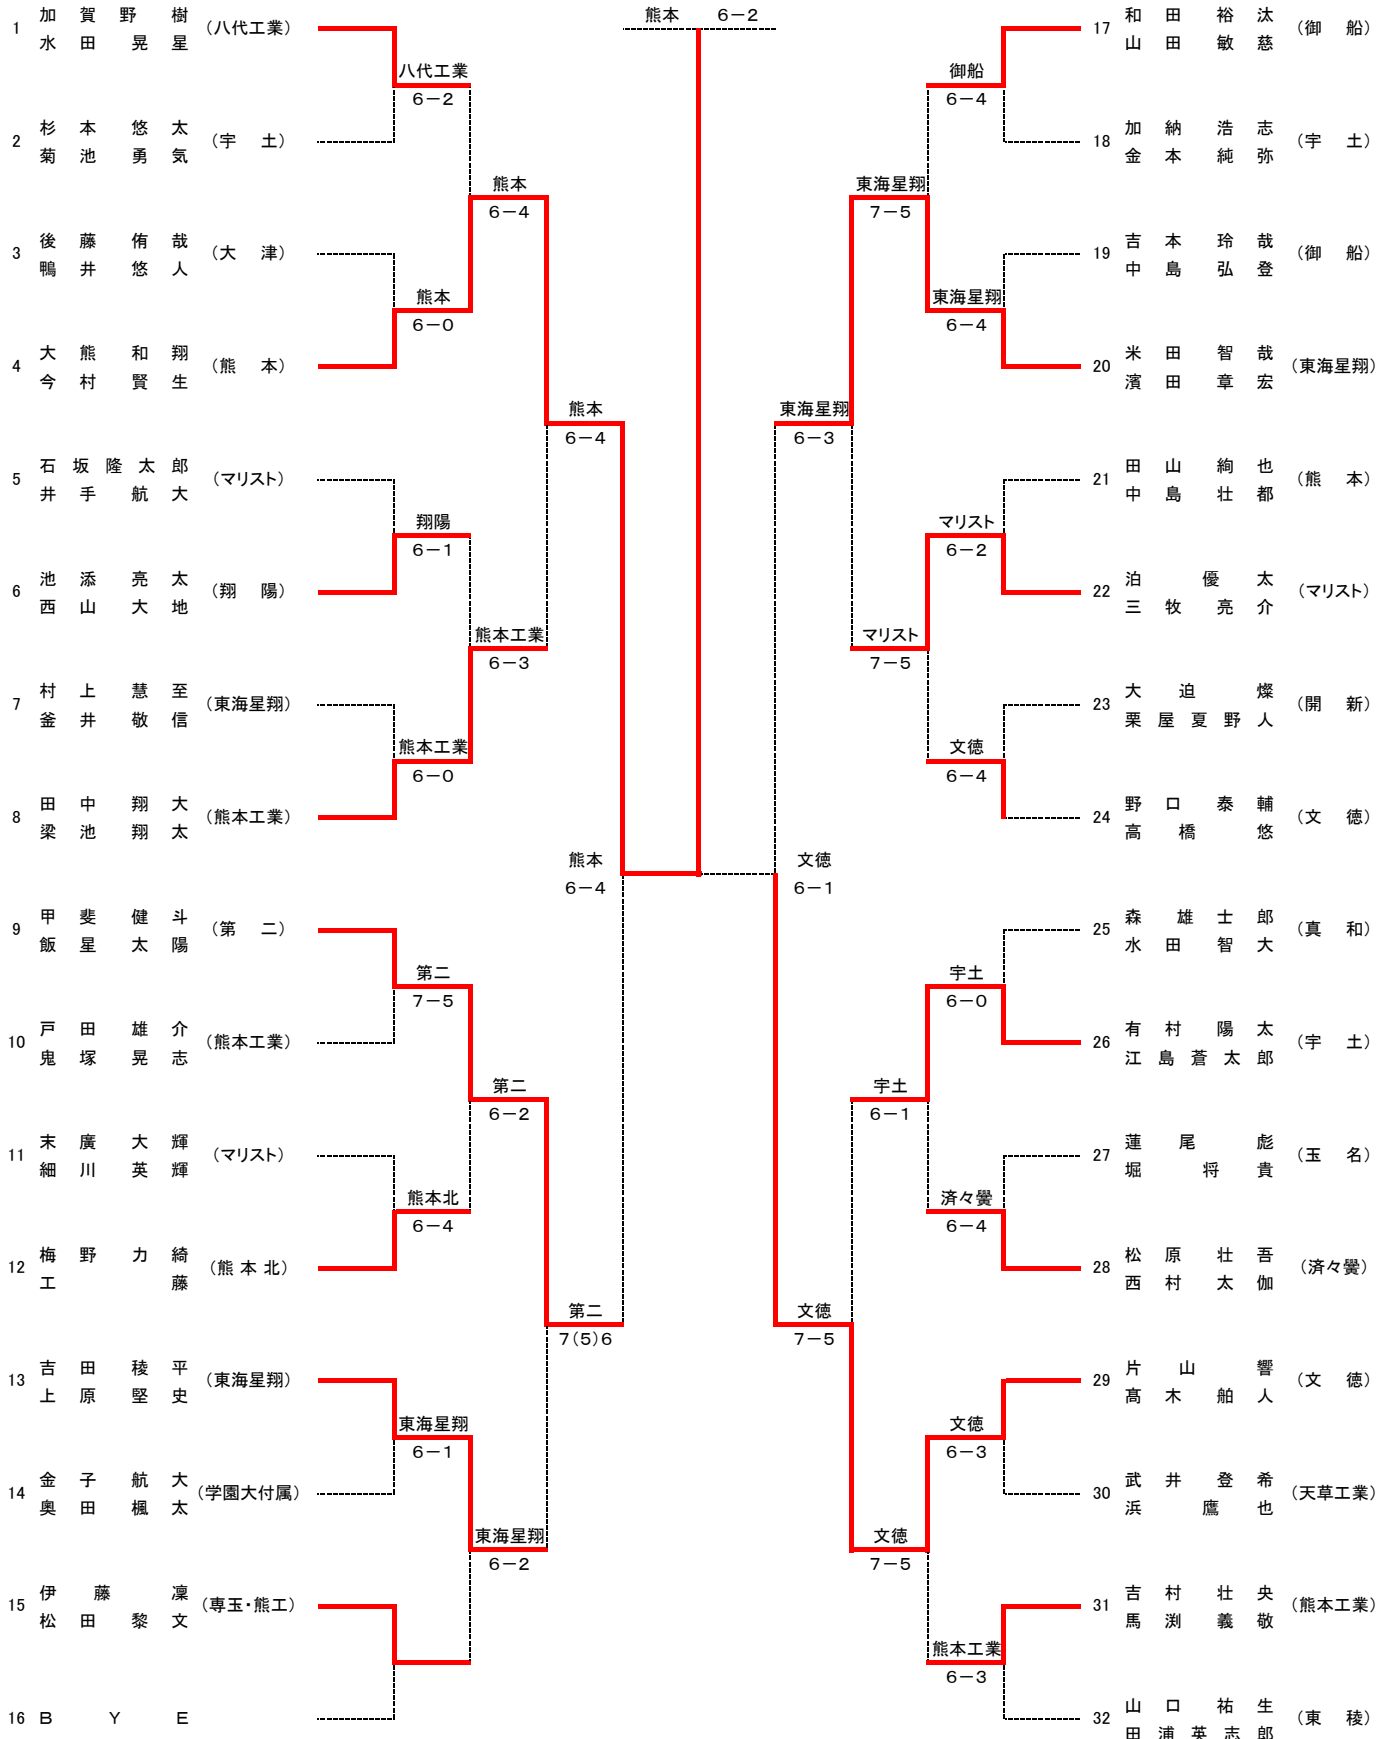 熊本 6-2
1 加賀野樹 (八代工業)
水田晃星
八代工業
6-2
2 杉本悠太 (宇土)
菊池勇気
熊本
6-4
3 後藤侑哉 (大津)
鴨井悠人
熊本
6-0
4 大熊和翔 (熊本)
今村賢生
熊本
6-4
5 石坂隆太郎 (マリスト)
井手航大
翔陽
6-1
6 池添亮太 (翔陽)
西山大地
熊本工業
6-3
7 村上慧至 (東海星翔)
釜井敬信
熊本工業
6-0
8 田中翔大 (熊本工業)
梁池翔太
熊本
6-4
9 甲斐健斗 (第二)
飯星太陽
第二
7-5
10 戸田雄介 (熊本工業)
鬼塚晃志
第二
6-2
11 末廣大輝 (マリスト)
細川英輝
熊本北
6-4
12 梅野力綺 (熊本北)
工藤
第二
7(5)6
13 吉田稜平 (東海星翔)
上原堅史
東海星翔
6-1
14 金子航大 (学園大付属)
奥田楓太
東海星翔
6-2
15 伊藤凜 (専玉・熊工)
松田黎文
16 BYE
17 和田裕汰 (御船)
山田敏慈
御船
6-4
18 加納浩志 (宇土)
金本純弥
東海星翔
7-5
19 吉本玲哉 (御船)
中島弘登
東海星翔
6-4
20 米田智哉 (東海星翔)
濱田章宏
東海星翔
6-3
21 田山絢也 (熊本)
中島壮都
マリスト
6-2
22 泊優太 (マリスト)
三牧亮介
マリスト
7-5
23 大迫燦 (開新)
栗屋夏野人
文徳
6-4
24 野口泰輔 (文徳)
高橋悠
文徳
6-1
25 森雄士郎 (真和)
水田智大
宇土
6-0
26 有村陽太 (宇土)
江島蒼太郎
宇土
6-1
27 蓮尾彪 (玉名)
堀将貴
済々黌
6-4
28 松原壮吾 (済々黌)
西村太伽
文徳
7-5
29 片山響 (文徳)
髙木舶人
文徳
6-3
30 武井登希 (天草工業)
浜鷹也
文徳
7-5
31 吉村壮央 (熊本工業)
馬渕義敬
熊本工業
6-3
32 山口祐生 (東稜)
田浦英志郎